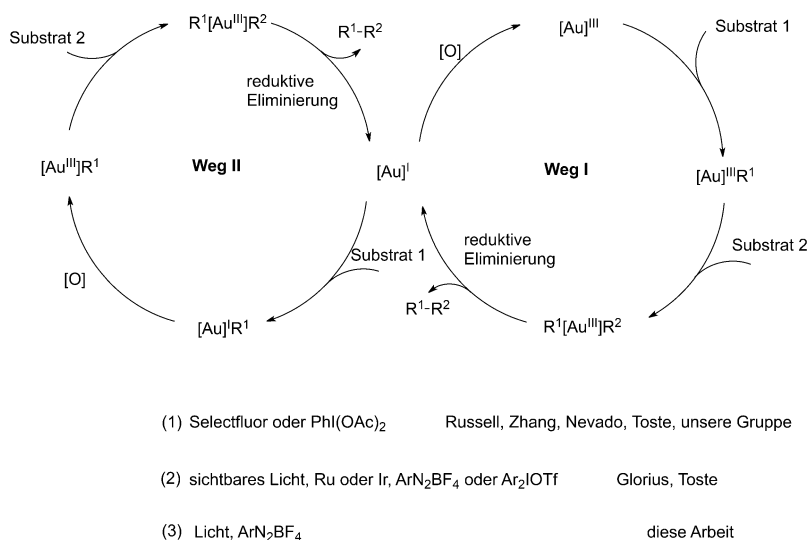 Substrat 2
R¹[Auᴵᴵᴵ]R²
R¹-R²
reduktive
Eliminierung
[O]
[Au]ᴵᴵᴵ
Substrat 1
[Auᴵᴵᴵ]R¹
Weg II
[Au]ᴵ
Weg I
[Au]ᴵᴵᴵR¹
[O]
Substrat 1
[Au]ᴵR¹
reduktive
Eliminierung
R¹-R²
Substrat 2
R¹[Auᴵᴵᴵ]R²
(1) Selectfluor oder PhI(OAc)₂ Russell, Zhang, Nevado, Toste, unsere Gruppe
(2) sichtbares Licht, Ru oder Ir, ArN₂BF₄ oder Ar₂IOTf Glorius, Toste
(3) Licht, ArN₂BF₄ diese Arbeit